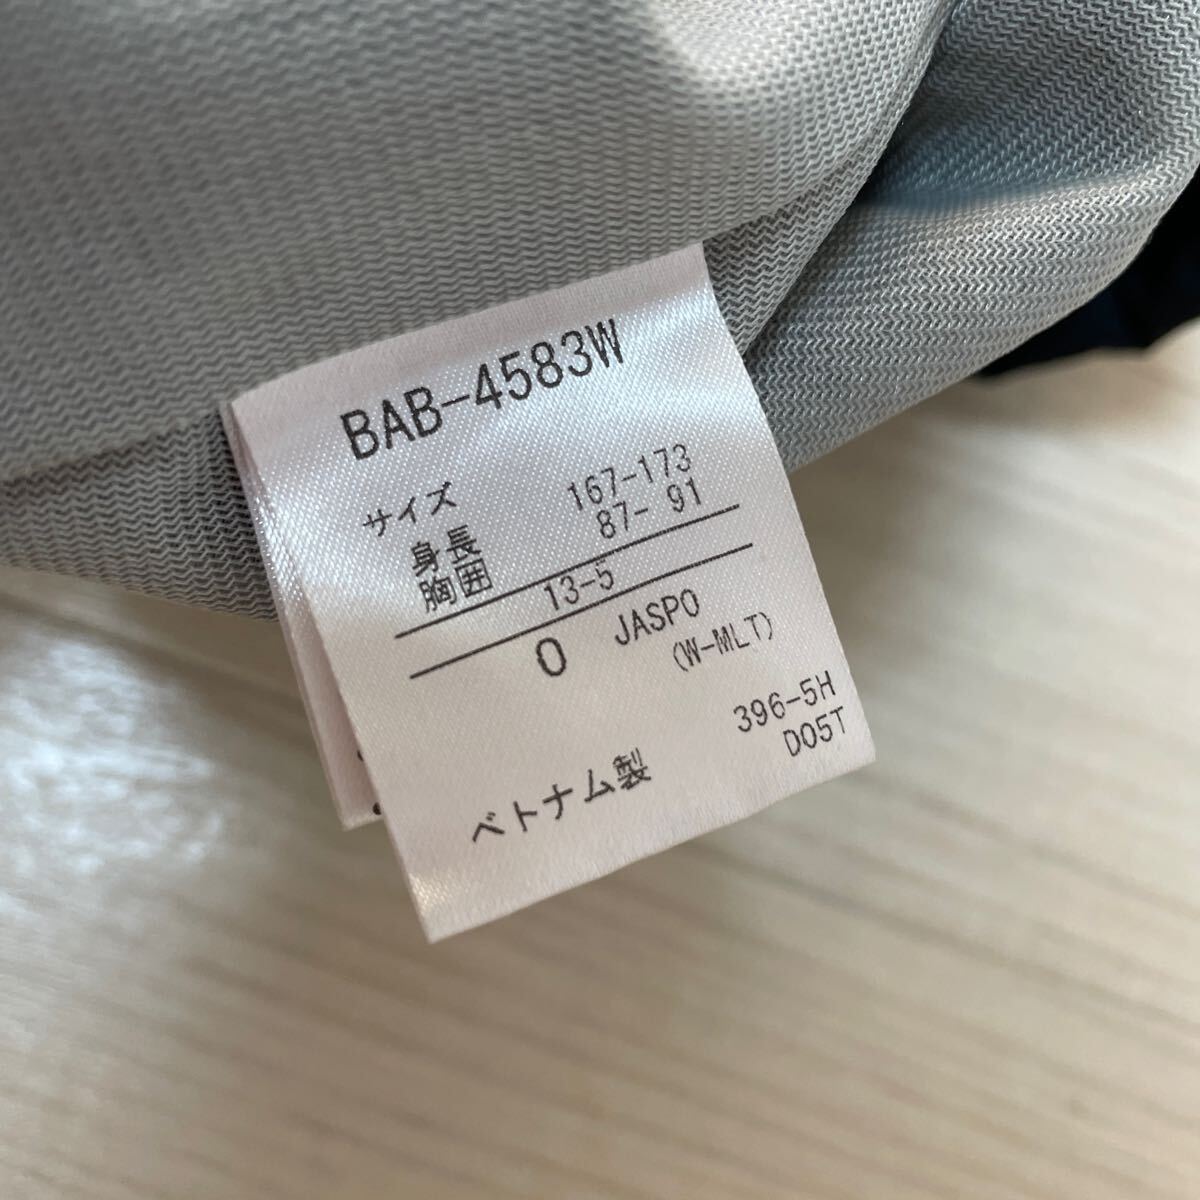 BAB-4583W
サイズ
身長 167-173
胸囲 87- 91
13-5
O JASPO
(W-MLT)
396-5H
D05T
ベトナム製